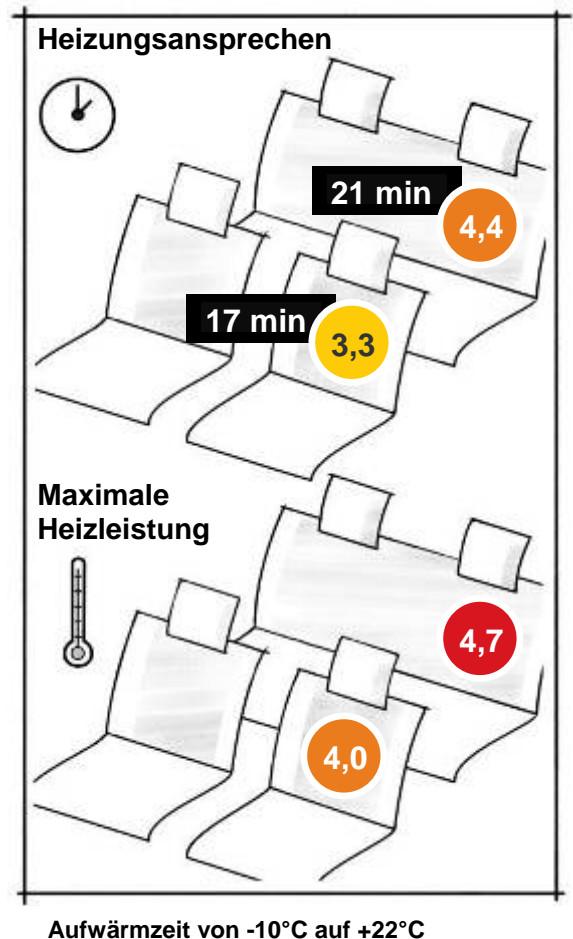 Heizungsansprechen
21 min
4,4
17 min
3,3
Maximale
Heizleistung
4,7
4,0
Aufwärmzeit von -10°C auf +22°C